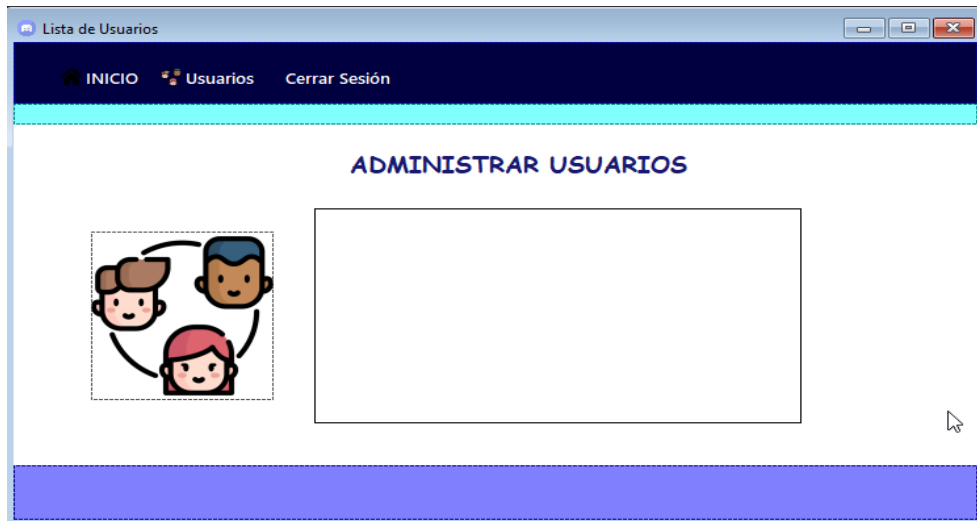 Lista de Usuarios
INICIO Usuarios Cerrar Sesión
ADMINISTRAR USUARIOS